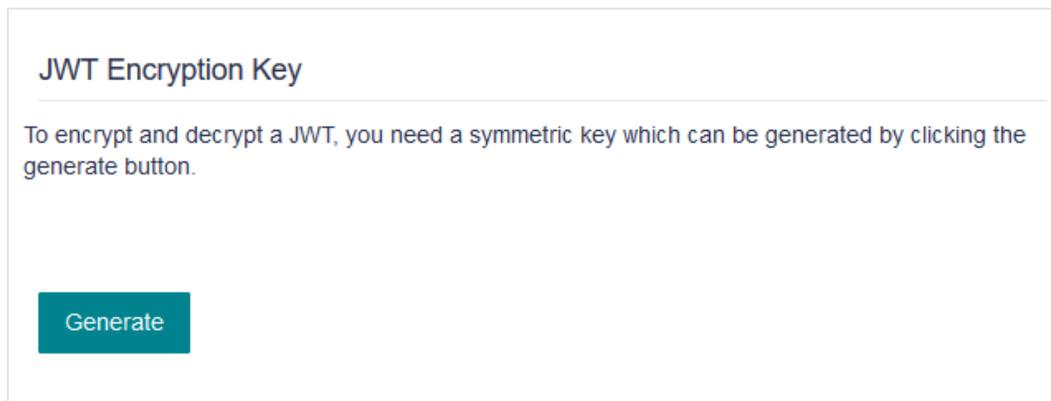 JWT Encryption Key
To encrypt and decrypt a JWT, you need a symmetric key which can be generated by clicking the
generate button.
Generate